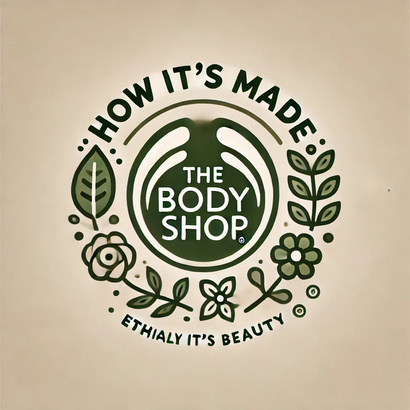 HOW IT'S MADE
THE
BODY
SHOP
ETHIALY IT'S BEAUTY